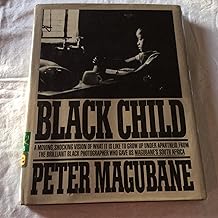 BLACK CHILD
A MOVING, SHOCKING VISION OF WHAT IT IS LIKE TO GROW UP UNDER APARTHEID, FROM
THE BRILLIANT BLACK PHOTOGRAPHER WHO GAVE US MAGUBANE'S SOUTH AFRICA
PETER MAGUBANE